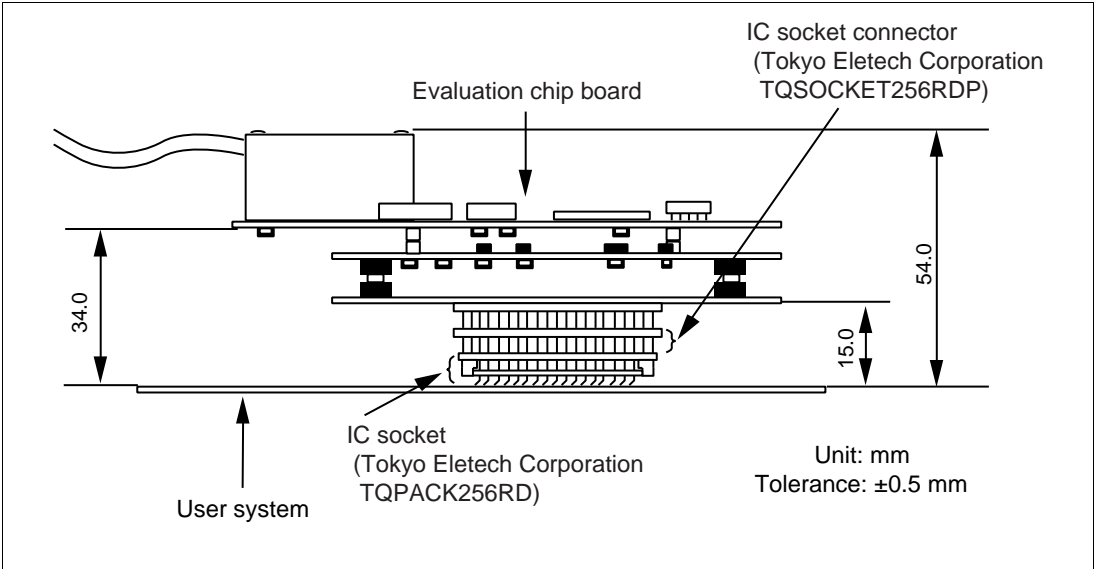 IC socket connector
(Tokyo Eletech Corporation
TQSOCKET256RDP)
Evaluation chip board
34.0
54.0
15.0
IC socket
(Tokyo Eletech Corporation
TQPACK256RD)
User system
Unit: mm
Tolerance: ±0.5 mm